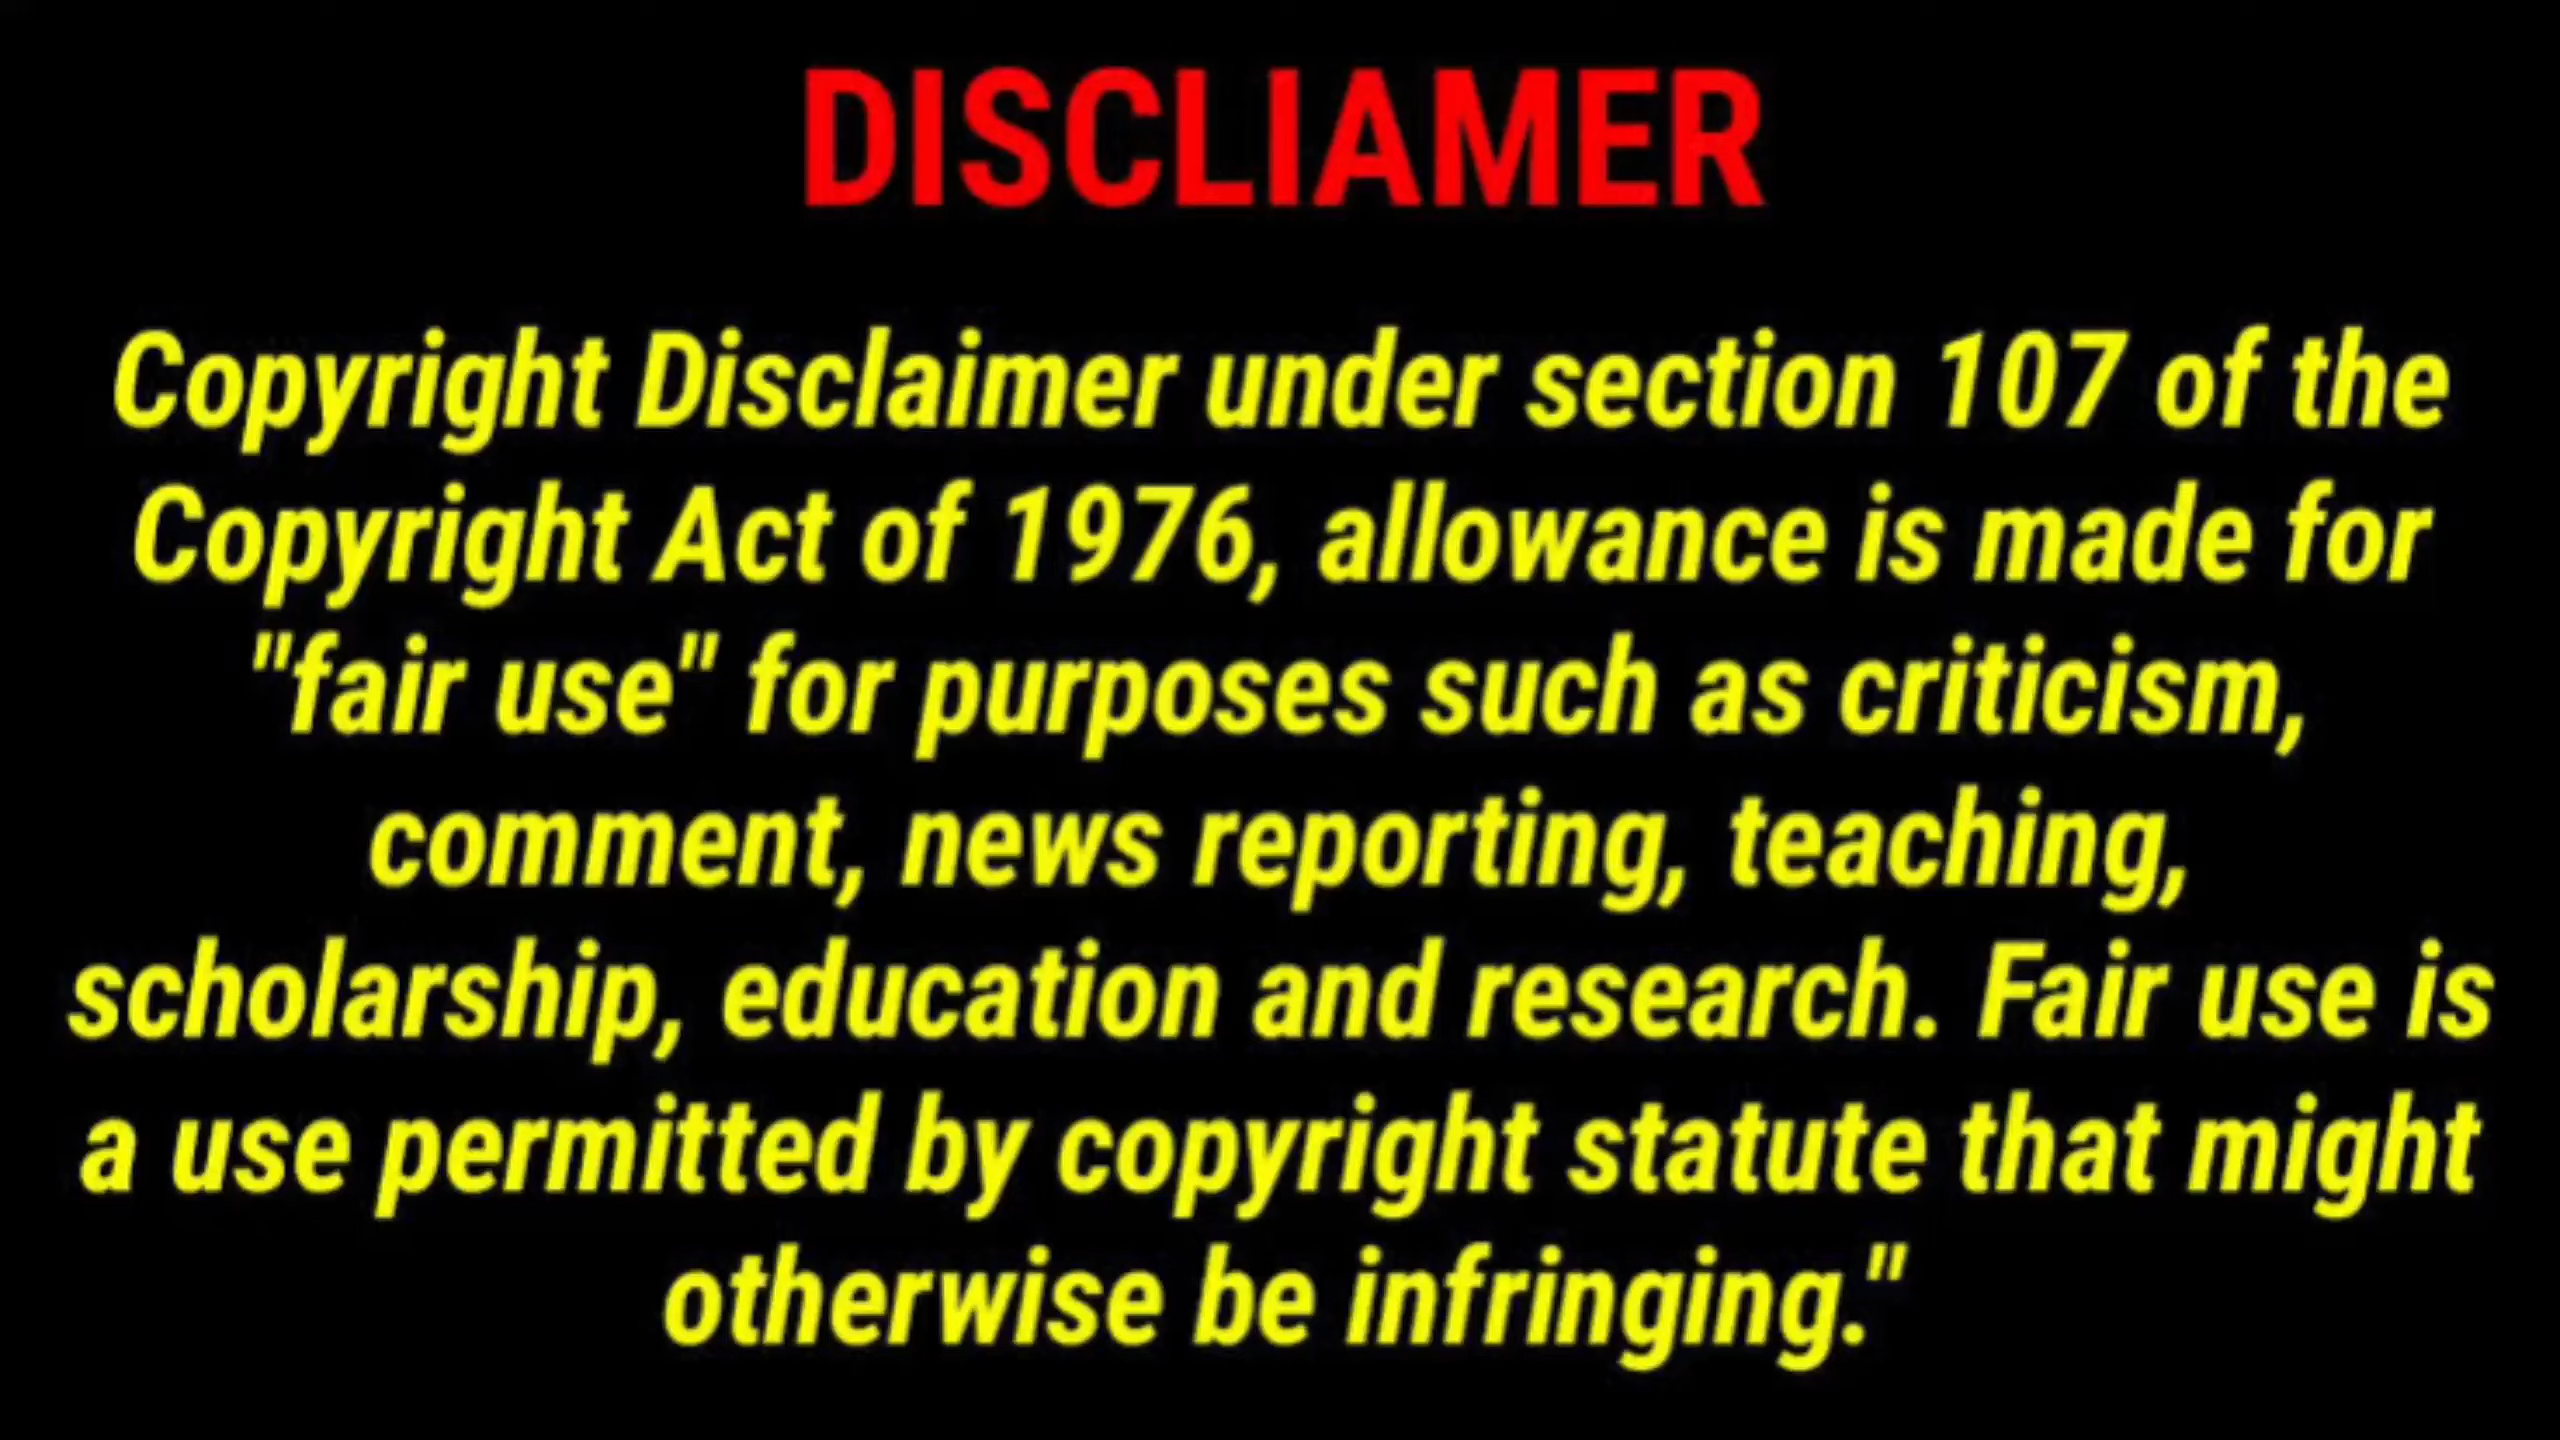 DISCLIAMER
Copyright Disclaimer under section 107 of the
Copyright Act of 1976, allowance is made for
"fair use" for purposes such as criticism,
comment, news reporting, teaching,
scholarship, education and research. Fair use is
a use permitted by copyright statute that might
otherwise be infringing."